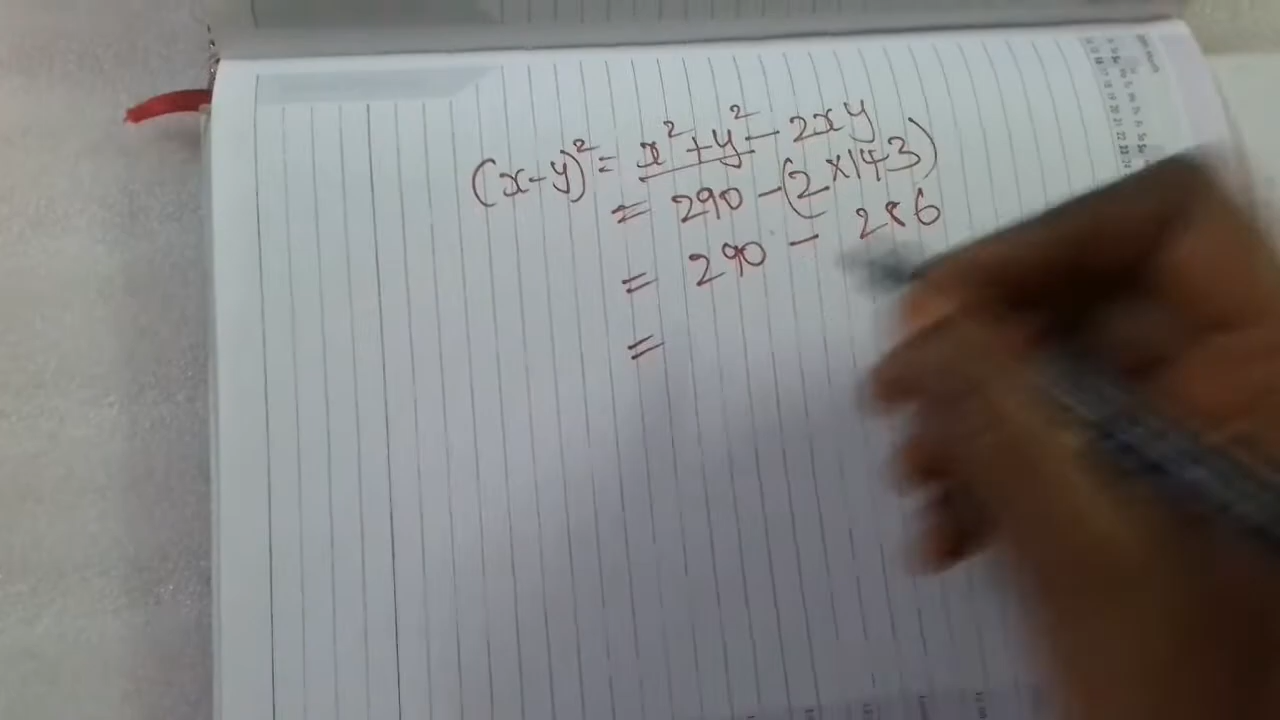 (x-y)² = x²+y² - 2xy
= 290 - (2×143)
= 290 - 286
=